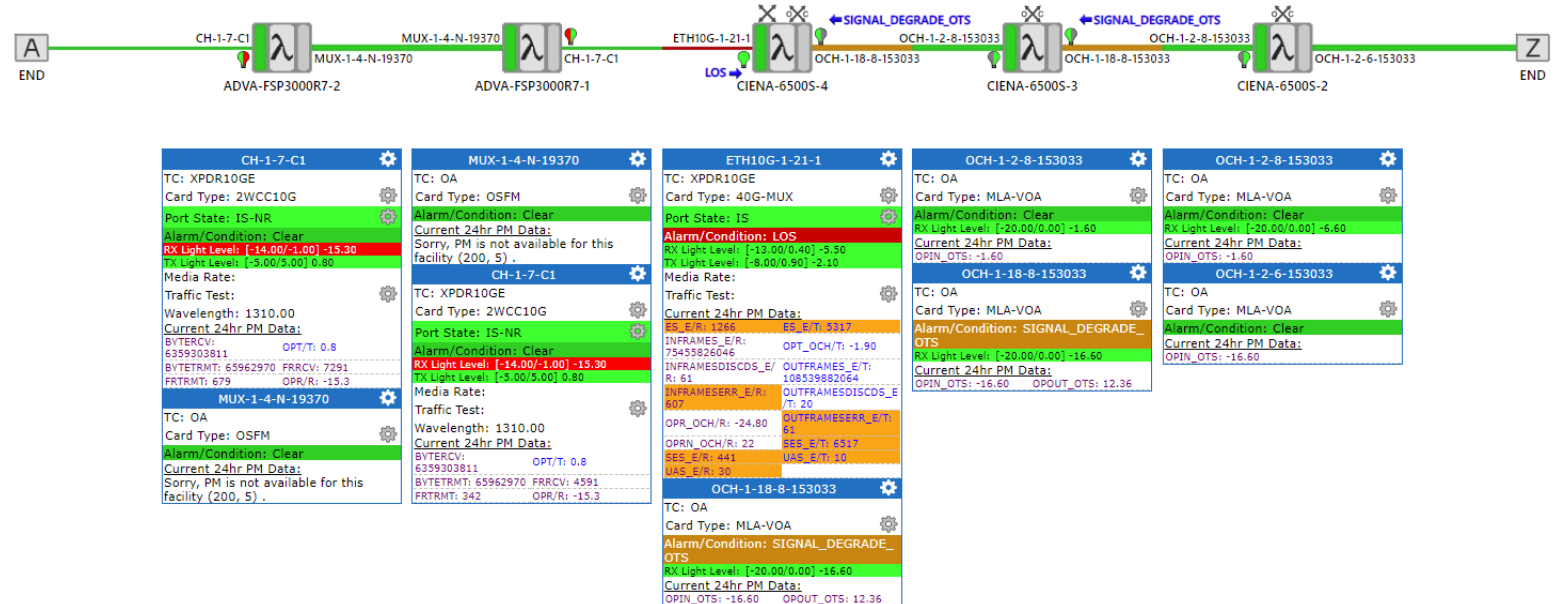 SIGNAL_DEGRADE_OTS
SIGNAL_DEGRADE_OTS
A
CH-1-7-C1
MUX-1-4-N-19370
ETH10G-1-21-1
OCH-1-2-8-153033
OCH-1-2-8-153033
Z
λ
λ
λ
λ
λ
END
MUX-1-4-N-19370
CH-1-7-C1
OCH-1-18-8-153033
OCH-1-18-8-153033
OCH-1-2-6-153033
END
LOS
ADVA-FSP3000R7-2
ADVA-FSP3000R7-1
CIENA-6500S-4
CIENA-6500S-3
CIENA-6500S-2
CH-1-7-C1
TC: XPDR10GE
Card Type: 2WCC10G
Port State: IS-NR
Alarm/Condition: Clear
RX Light Level: [-14.00/-1.00] -15.30
TX Light Level: [-5.00/5.00] 0.80
Media Rate:
Traffic Test:
Wavelength: 1310.00
Current 24hr PM Data:
BYTERCV:
6359303811 OPT/T: 0.8
BYTETRMT: 65962970 FRRCV: 7291
FRTRMT: 679 OPR/R: -15.3
MUX-1-4-N-19370
TC: OA
Card Type: OSFM
Alarm/Condition: Clear
Current 24hr PM Data:
Sorry, PM is not available for this
facility (200, 5) .
MUX-1-4-N-19370
TC: OA
Card Type: OSFM
Alarm/Condition: Clear
Current 24hr PM Data:
Sorry, PM is not available for this
facility (200, 5) .
CH-1-7-C1
TC: XPDR10GE
Card Type: 2WCC10G
Port State: IS-NR
Alarm/Condition: Clear
RX Light Level: [-14.00/-1.00] -15.30
TX Light Level: [-5.00/5.00] 0.80
Media Rate:
Traffic Test:
Wavelength: 1310.00
Current 24hr PM Data:
BYTERCV:
6359303811 OPT/T: 0.8
BYTETRMT: 65962970 FRRCV: 4591
FRTRMT: 342 OPR/R: -15.3
ETH10G-1-21-1
TC: XPDR10GE
Card Type: 40G-MUX
Port State: IS
Alarm/Condition: LOS
RX Light Level: [-13.00/0.40] -5.50
TX Light Level: [-8.00/0.90] -2.10
Media Rate:
Traffic Test:
Current 24hr PM Data:
ES_E/R: 1266 ES_E/T: 5317
INFRAMES_E/R:
75455826046 OPT_OCH/T: -1.90
INFRAMESDISCDS_E/ OUTFRAMES_E/T:
R: 61 108539882064
INFRAMESERR_E/R: OUTFRAMESDISCDS_E
607 /T: 20
OPR_OCH/R: -24.80 OUTFRAMESERR_E/T:
61
OPRN_OCH/R: 22 SES_E/T: 6517
SES_E/R: 441 UAS_E/T: 10
UAS_E/R: 30
OCH-1-18-8-153033
TC: OA
Card Type: MLA-VOA
Alarm/Condition: SIGNAL_DEGRADE_
OTS
RX Light Level: [-20.00/0.00] -16.60
Current 24hr PM Data:
OPIN_OTS: -16.60 OPOUT_OTS: 12.36
OCH-1-2-8-153033
TC: OA
Card Type: MLA-VOA
Alarm/Condition: Clear
RX Light Level: [-20.00/0.00] -1.60
Current 24hr PM Data:
OPIN_OTS: -1.60
OCH-1-18-8-153033
TC: OA
Card Type: MLA-VOA
Alarm/Condition: SIGNAL_DEGRADE_
OTS
RX Light Level: [-20.00/0.00] -16.60
Current 24hr PM Data:
OPIN_OTS: -16.60 OPOUT_OTS: 12.36
OCH-1-2-8-153033
TC: OA
Card Type: MLA-VOA
Alarm/Condition: Clear
RX Light Level: [-20.00/0.00] -6.60
Current 24hr PM Data:
OPIN_OTS: -6.60
OCH-1-2-6-153033
TC: OA
Card Type: MLA-VOA
Alarm/Condition: Clear
Current 24hr PM Data:
OPIN_OTS: -16.60